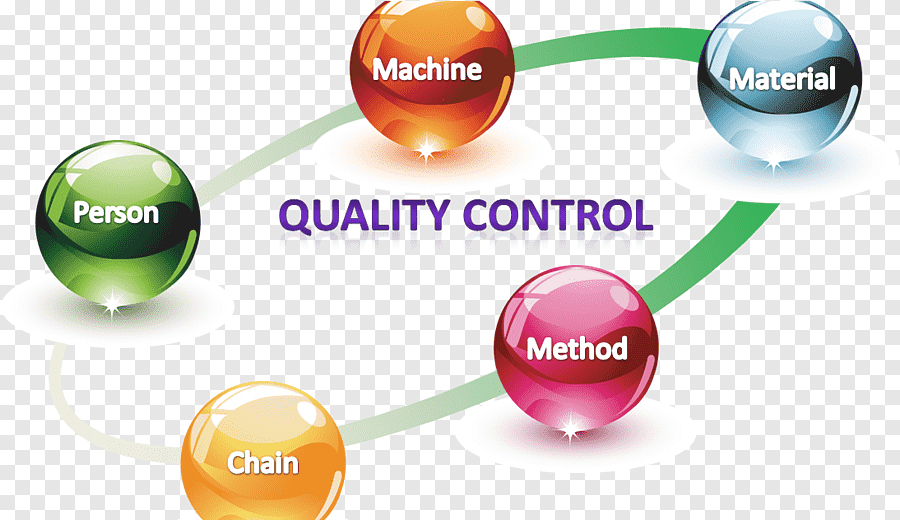 Machine
Material
Person
QUALITY CONTROL
Method
Chain